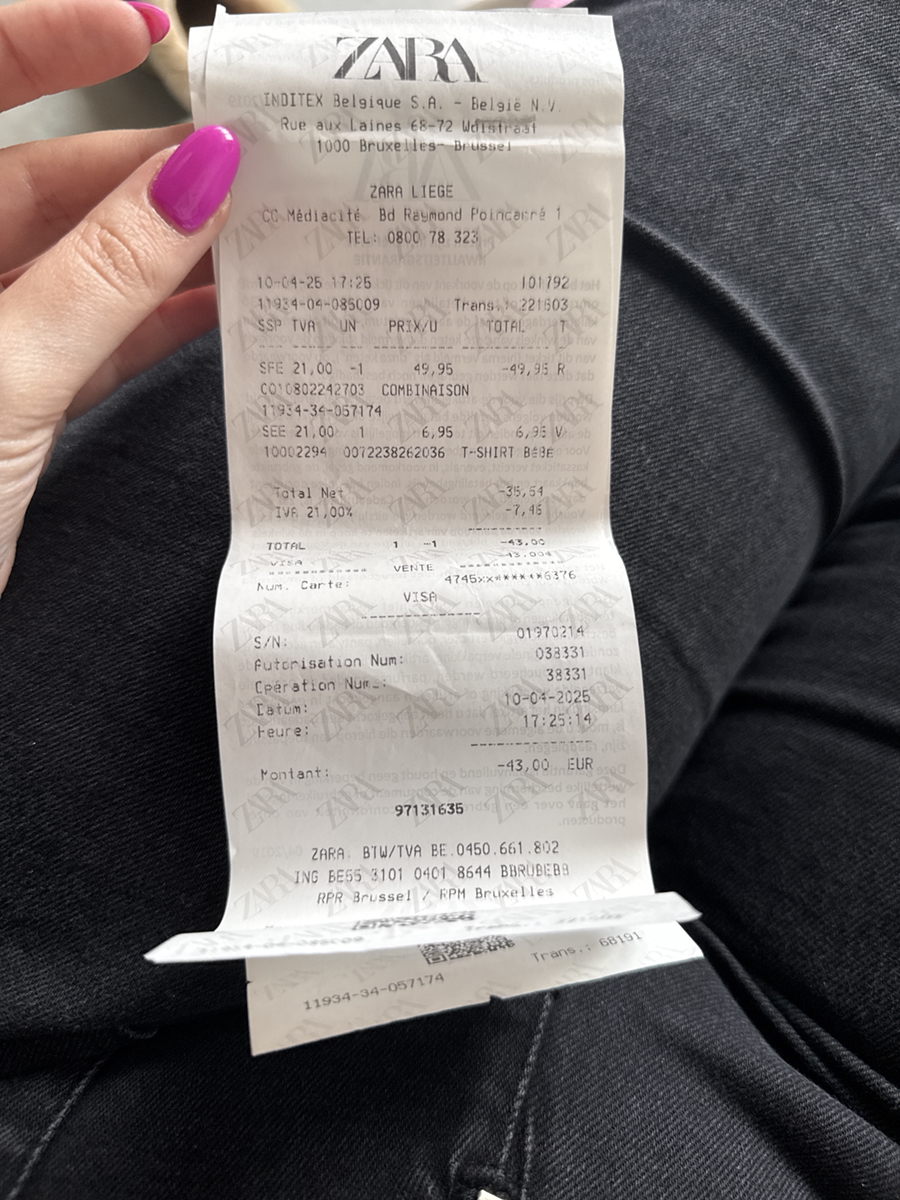 ZARA
INDITEX Belgique S.A. - België N.V.
Rue aux Laines 68-72 Wolstraat
1000 Bruxelles- Brussel
ZARA LIEGE
CC Médiacité Bd Raymond Poincarré 1
TEL: 0800 78 323
10-04-25 17:25 101792
11934-04-085009 Trans.: 221803
SSP TVA UN PRIX/U TOTAL T
SFE 21,00 -1 49,95 -49,95 R
C010802242703 COMBINAISON
11934-34-057174
SEE 21,00 1 6,95 6,95 V
10002294 0072238262036 T-SHIRT BéBé
Total Net -35,54
IVA 21,00% -7,46
TOTAL 1 -1 -43,00
VISA -43,00
VENTE
Num. Carte: 4745
VISA
S/N: 01970214
Autorisation Num: 038331
Opération Num.: 38331
Datum: 10-04-2025
Heure: 17:25:14
Montant: -43,00 EUR
97131635
ZARA. BTW/TVA BE.0450.661.802
ING BE55 3101 0401 8644 BBRUBEBB
RPR Brussel / RPM Bruxelles
Trans.: 68191
11934-34-057174